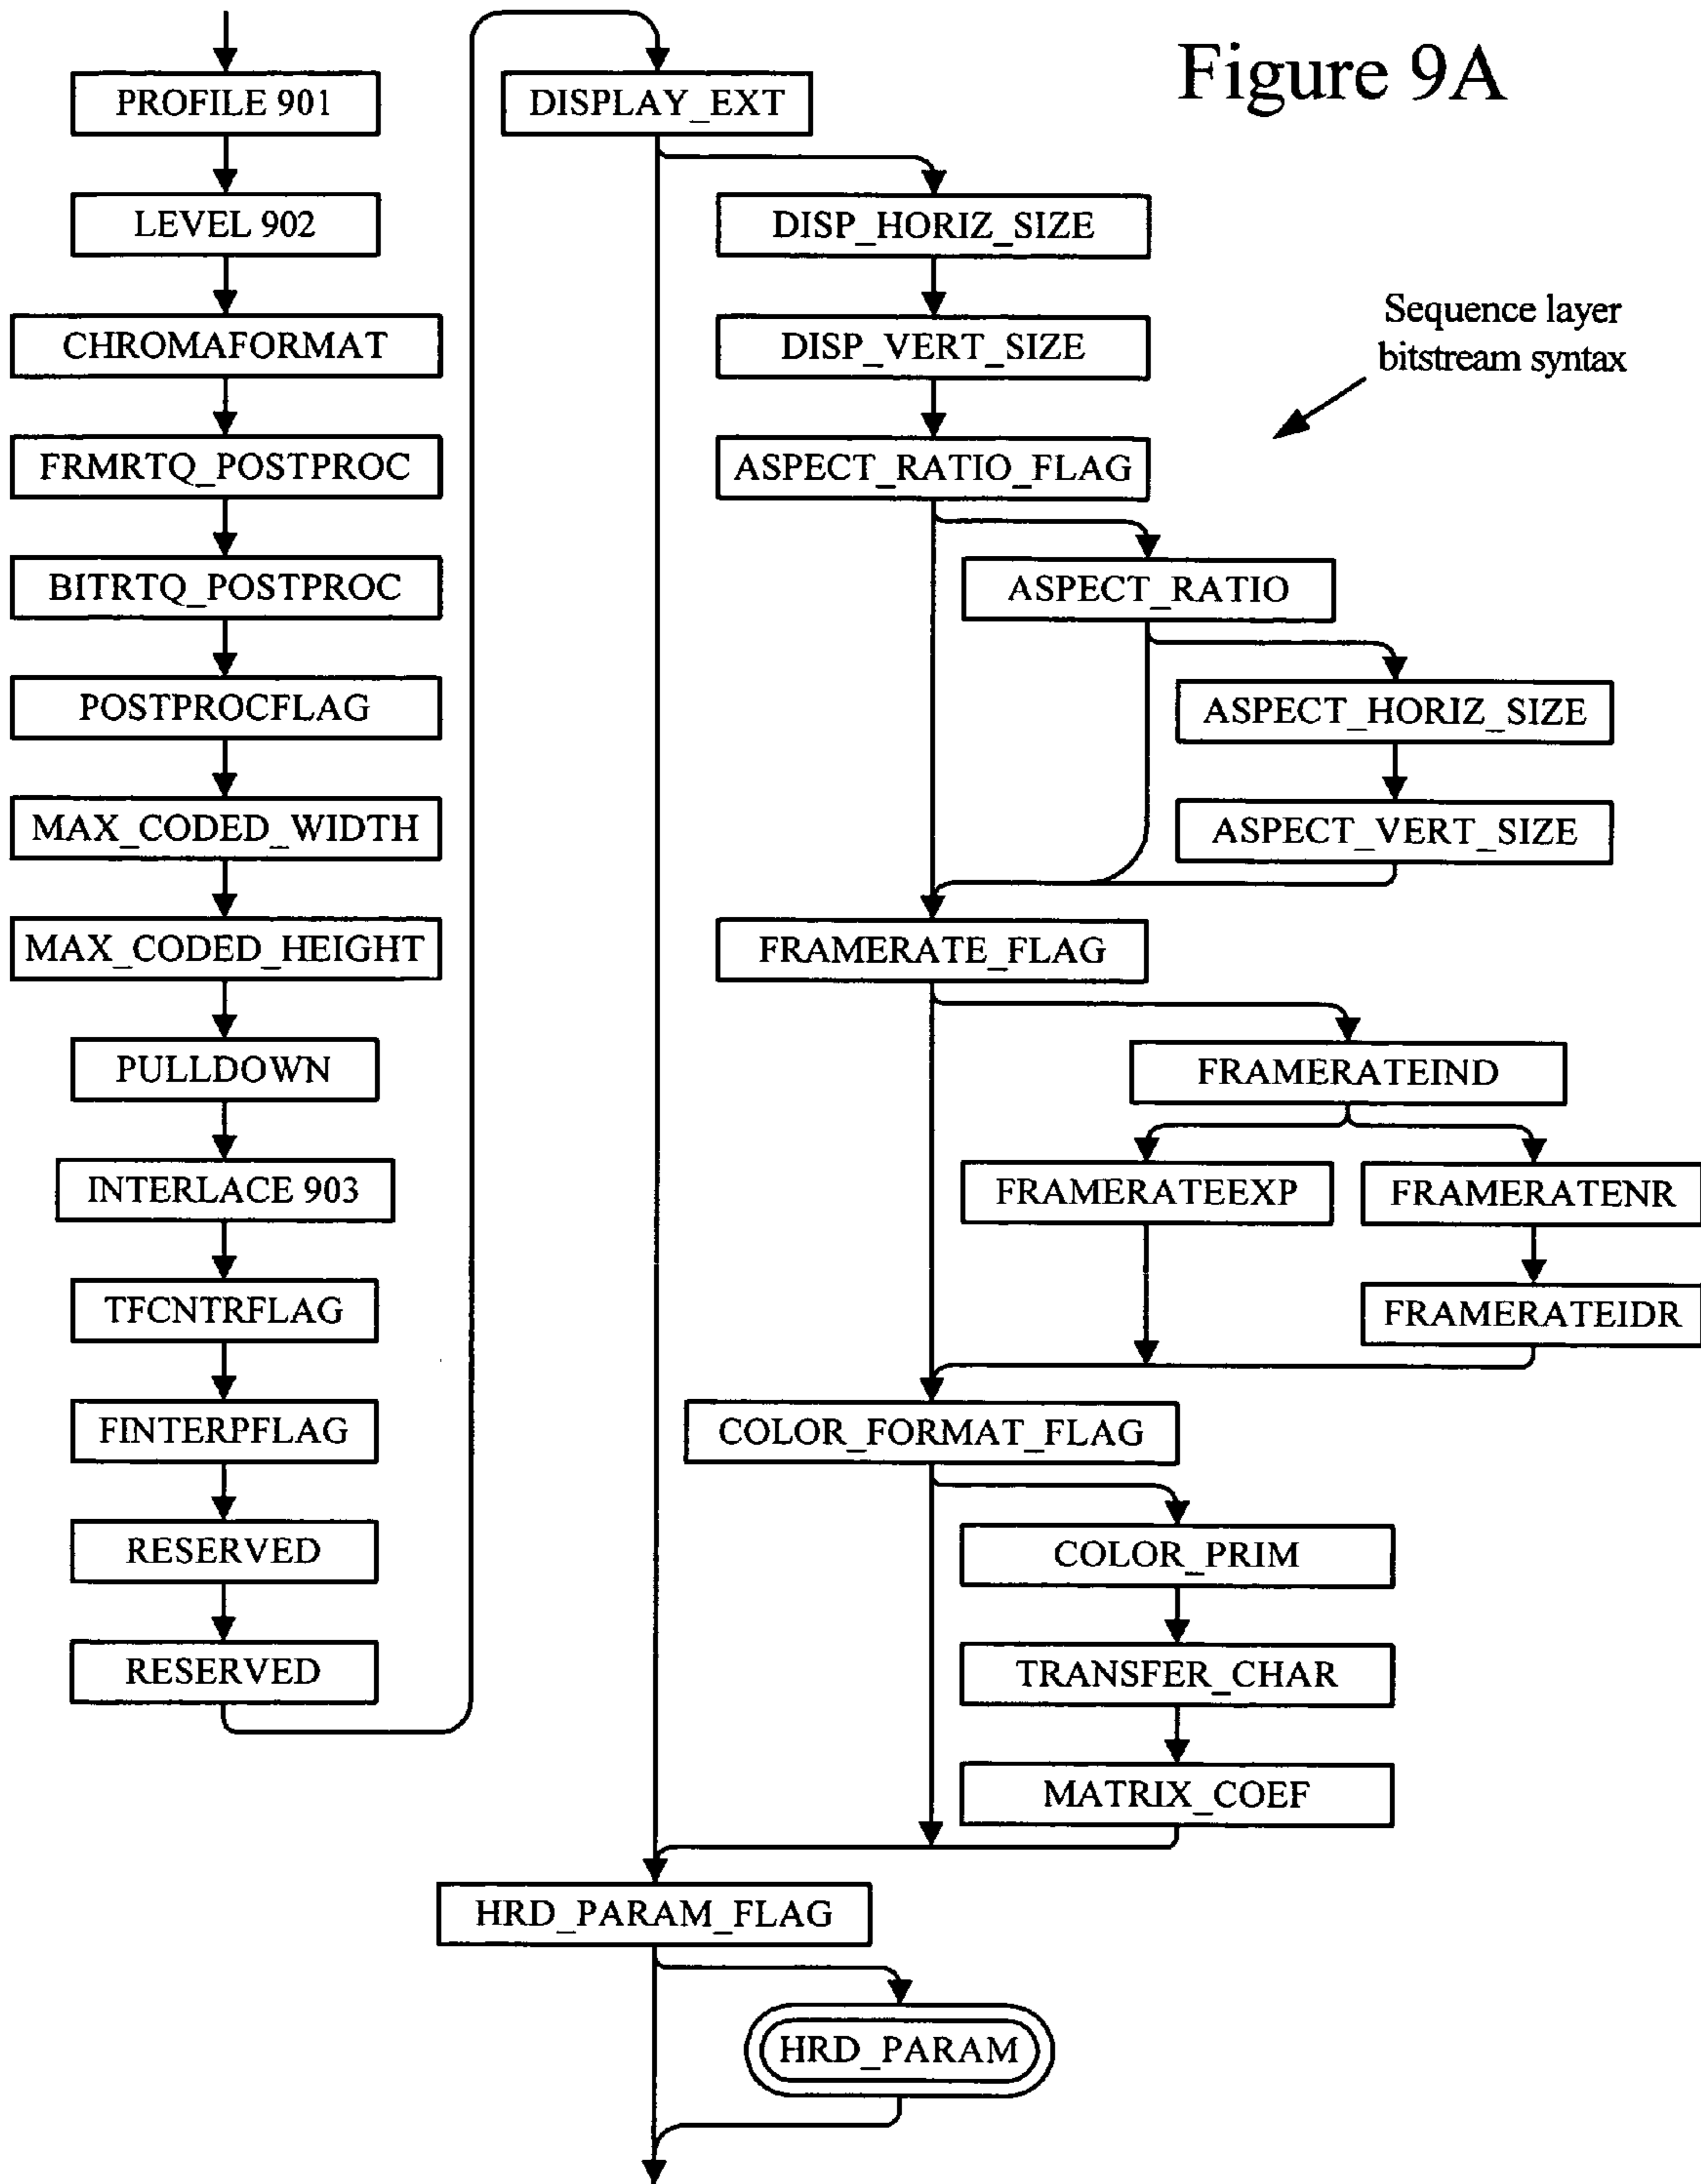 Figure 9A
PROFILE 901
LEVEL 902
CHROMAFORMAT
FRMRTQ_POSTPROC
BITRTQ_POSTPROC
POSTPROCFLAG
MAX_CODED_WIDTH
MAX_CODED_HEIGHT
PULLDOWN
INTERLACE 903
TFCNTRFLAG
FINTERPFLAG
RESERVED
RESERVED
DISPLAY_EXT
DISP_HORIZ_SIZE
DISP_VERT_SIZE
ASPECT_RATIO_FLAG
Sequence layer
bitstream syntax
ASPECT_RATIO
ASPECT_HORIZ_SIZE
ASPECT_VERT_SIZE
FRAMERATE_FLAG
FRAMERATEIND
FRAMERATEEXP
FRAMERATENR
FRAMERATEIDR
COLOR_FORMAT_FLAG
COLOR_PRIM
TRANSFER_CHAR
MATRIX_COEF
HRD_PARAM_FLAG
HRD_PARAM